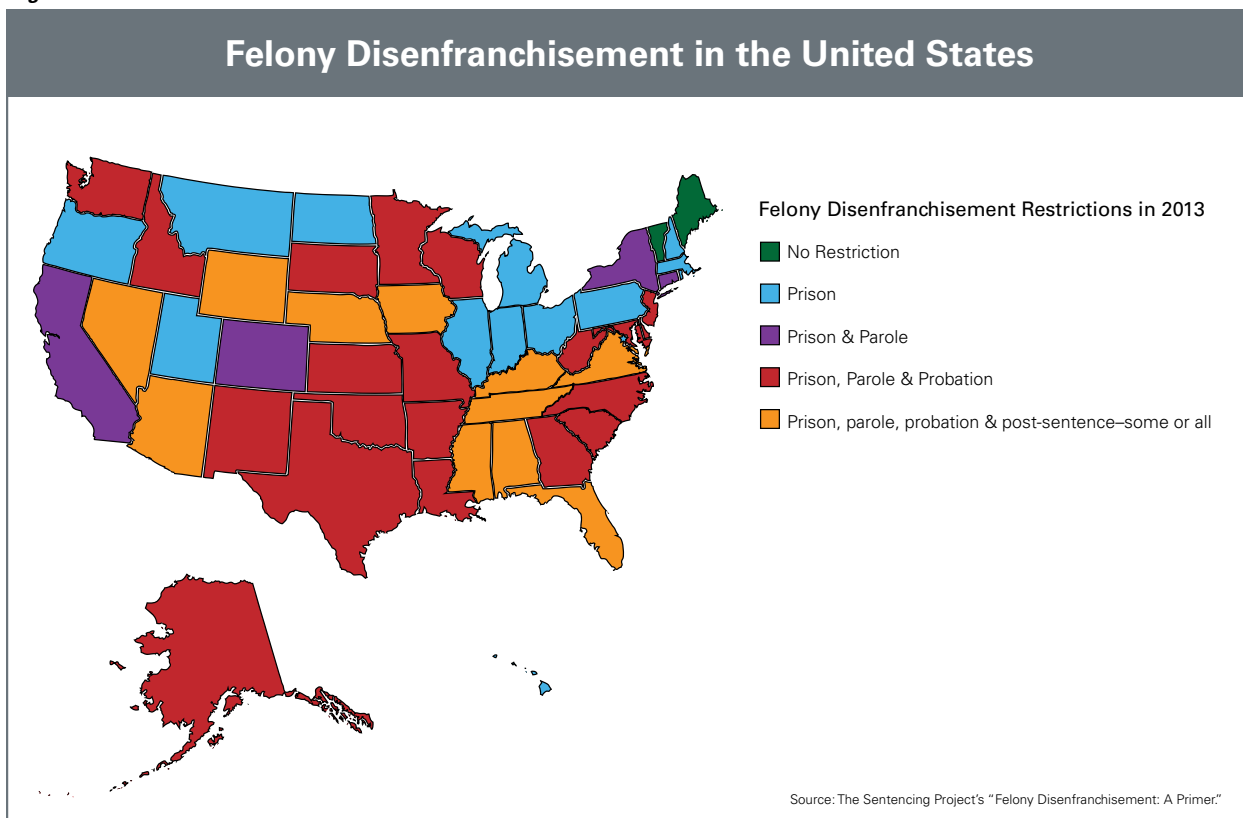 Felony Disenfranchisement in the United States
Felony Disenfranchisement Restrictions in 2013
No Restriction
Prison
Prison & Parole
Prison, Parole & Probation
Prison, parole, probation & post-sentence–some or all
Source: The Sentencing Project's "Felony Disenfranchisement: A Primer."